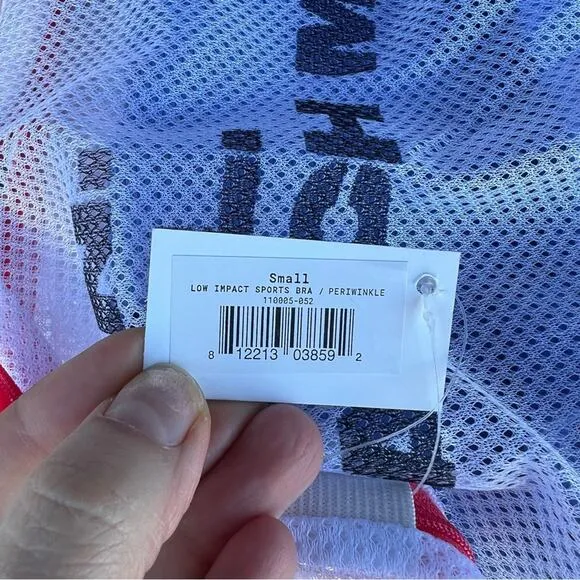 Small
LOW IMPACT SPORTS BRA / PERIWINKLE
110005-052
8 12213 03859 2